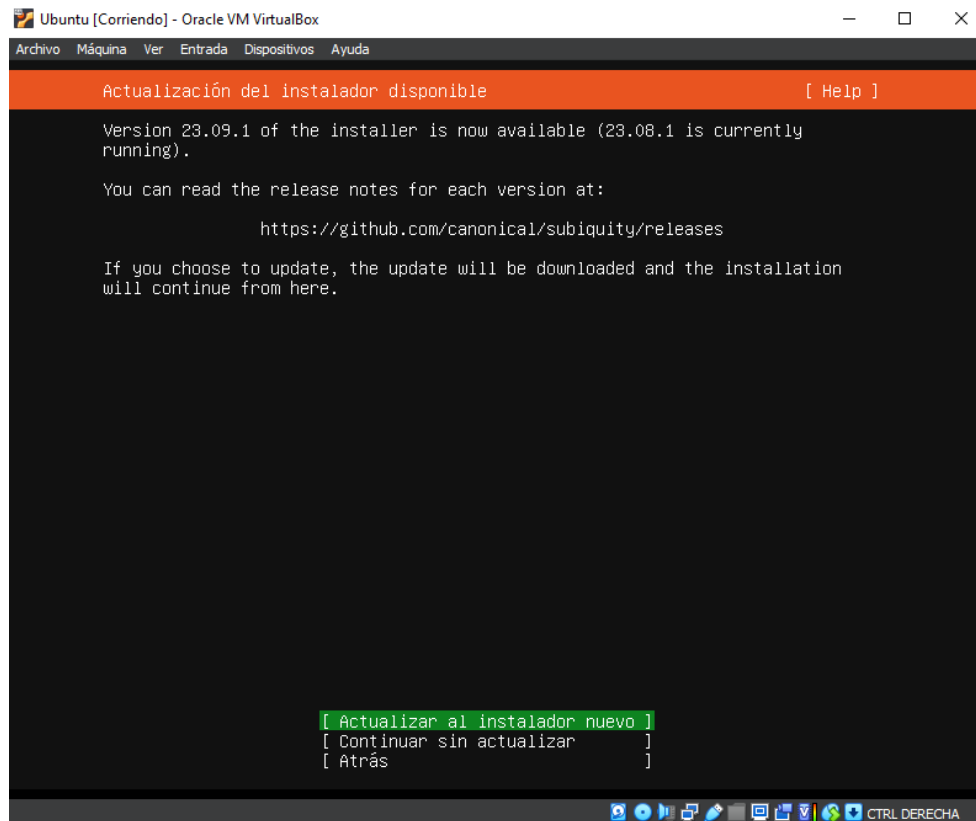 Ubuntu [Corriendo] - Oracle VM VirtualBox
Archivo Máquina Ver Entrada Dispositivos Ayuda
Actualización del instalador disponible [ Help ]
Version 23.09.1 of the installer is now available (23.08.1 is currently
running).
You can read the release notes for each version at:
https://github.com/canonical/subiquity/releases
If you choose to update, the update will be downloaded and the installation
will continue from here.
[ Actualizar al instalador nuevo ]
[ Continuar sin actualizar ]
[ Atrás ]
CTRL DERECHA